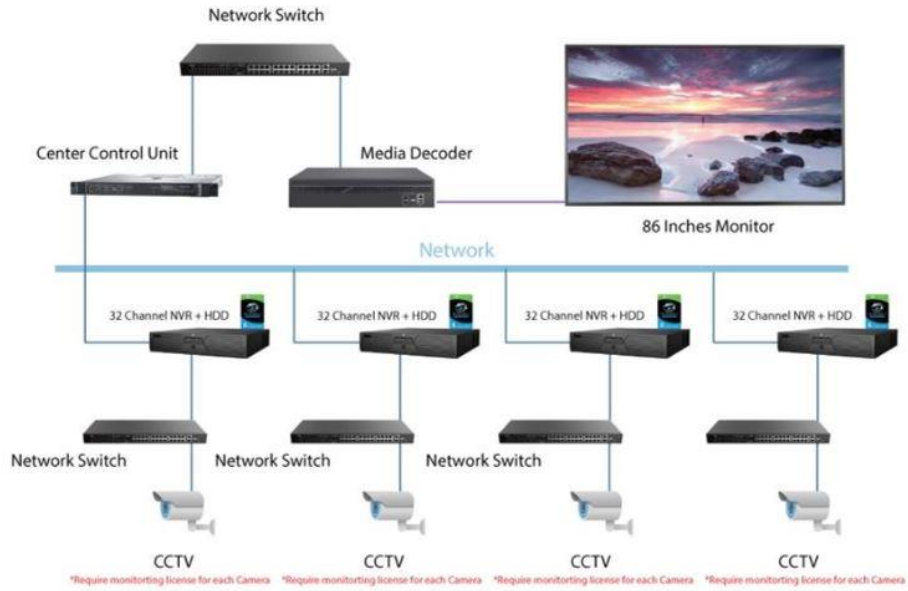 Network Switch
Center Control Unit
Media Decoder
86 Inches Monitor
Network
32 Channel NVR + HDD
32 Channel NVR + HDD
32 Channel NVR + HDD
32 Channel NVR + HDD
Network Switch
Network Switch
Network Switch
CCTV
CCTV
CCTV
CCTV
*Require monitorting license for each Camera
*Require monitorting license for each Camera
*Require monitorting license for each Camera
*Require monitorting license for each Camera